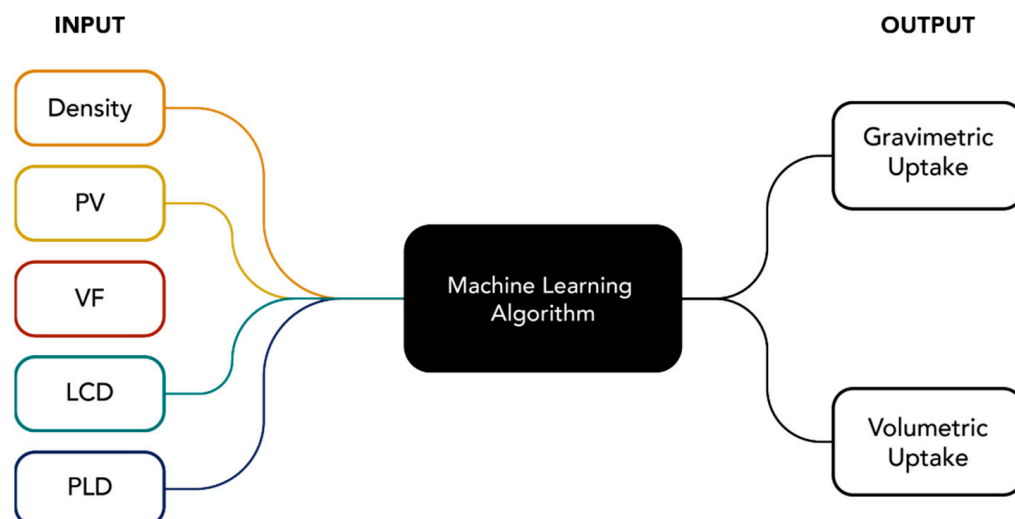 INPUT
OUTPUT
Density
PV
VF
LCD
PLD
Machine Learning
Algorithm
Gravimetric
Uptake
Volumetric
Uptake